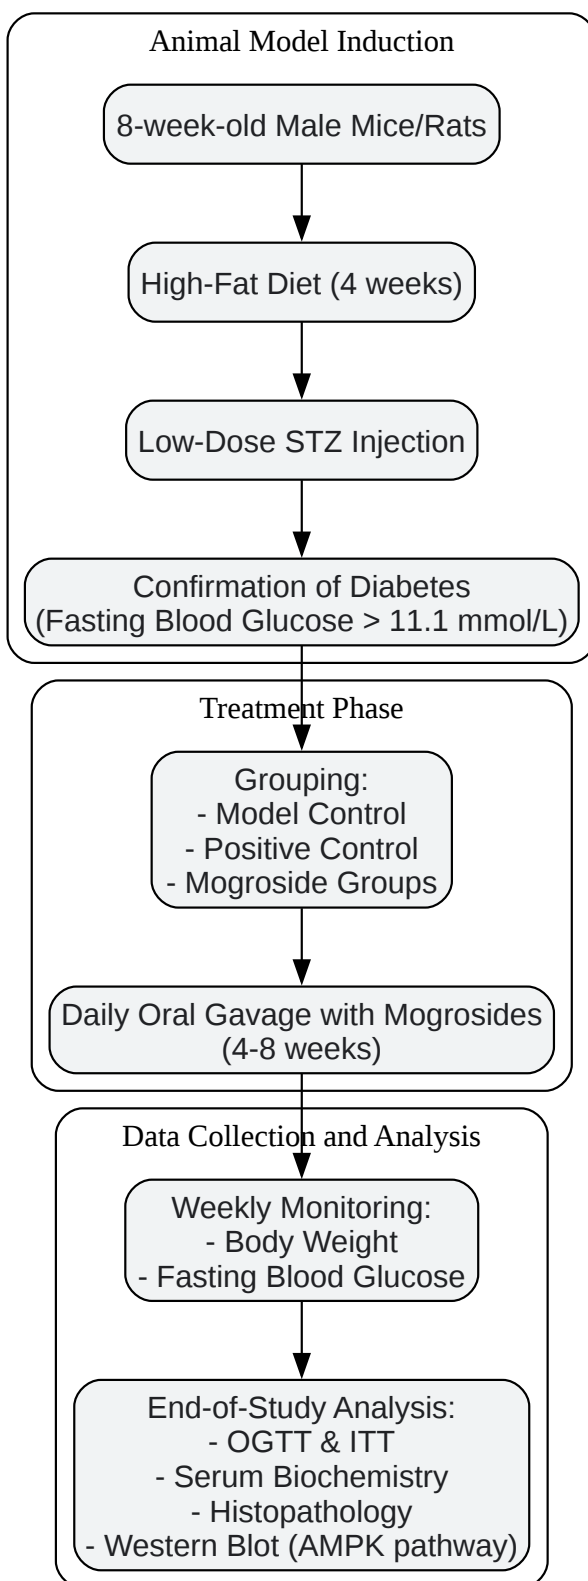 Animal Model Induction
8-week-old Male Mice/Rats
High-Fat Diet (4 weeks)
Low-Dose STZ Injection
Confirmation of Diabetes
(Fasting Blood Glucose > 11.1 mmol/L)
Treatment Phase
Grouping:
- Model Control
- Positive Control
- Mogroside Groups
Daily Oral Gavage with Mogrosides
(4-8 weeks)
Data Collection and Analysis
Weekly Monitoring:
- Body Weight
- Fasting Blood Glucose
End-of-Study Analysis:
- OGTT & ITT
- Serum Biochemistry
- Histopathology
- Western Blot (AMPK pathway)